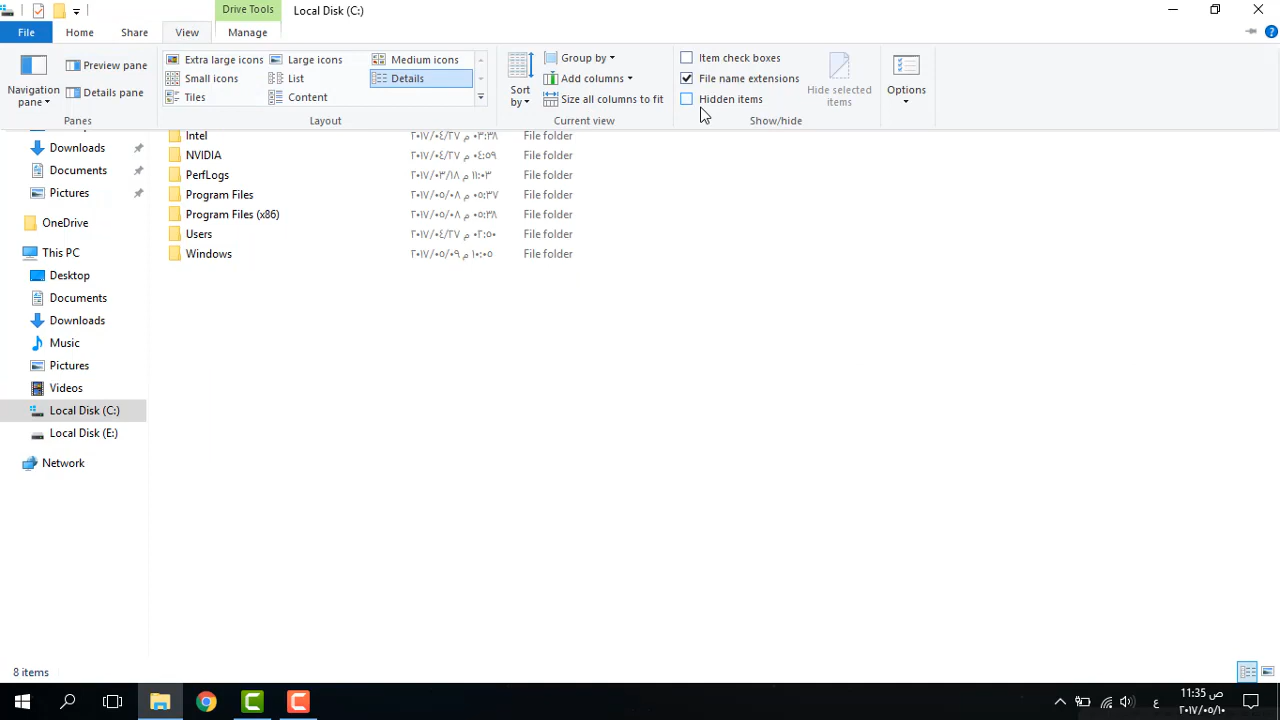 Drive Tools
Local Disk (C:)
File
Home
Share
View
Manage
Navigation pane
Preview pane
Details pane
Panes
Extra large icons
Large icons
Medium icons
Small icons
List
Details
Tiles
Content
Layout
Sort by
Group by
Add columns
Size all columns to fit
Current view
Item check boxes
File name extensions
Hidden items
Hide selected items
Show/hide
Options
Downloads
Documents
Pictures
OneDrive
This PC
Desktop
Documents
Downloads
Music
Pictures
Videos
Local Disk (C:)
Local Disk (E:)
Network
Intel ٢٠١٧/٠٤/٢٧ ٠٣:٣٨ م File folder
NVIDIA ٢٠١٧/٠٤/٢٧ ٠٤:٥٩ م File folder
PerfLogs ٢٠١٧/٠٣/١٨ ١١:٠٣ م File folder
Program Files ٢٠١٧/٠٥/٠٨ ٠٥:٣٧ م File folder
Program Files (x86) ٢٠١٧/٠٥/٠٨ ٠٥:٣٨ م File folder
Users ٢٠١٧/٠٤/٢٧ ٠٢:٥٠ م File folder
Windows ٢٠١٧/٠٥/٠٩ ١٠:٠٥ م File folder
8 items
ع
11:35 ص
٢٠١٧/٠٥/١٠